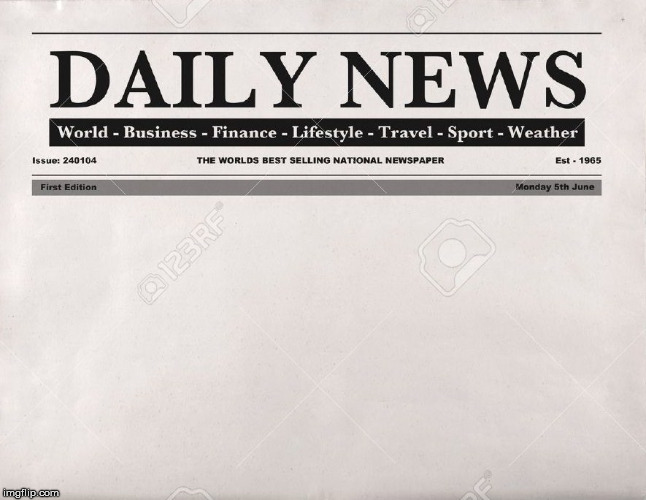 DAILY NEWS
World - Business - Finance - Lifestyle - Travel - Sport - Weather
Issue: 240104 THE WORLDS BEST SELLING NATIONAL NEWSPAPER Est - 1965
First Edition Monday 5th June
@123RF
imgflip.com